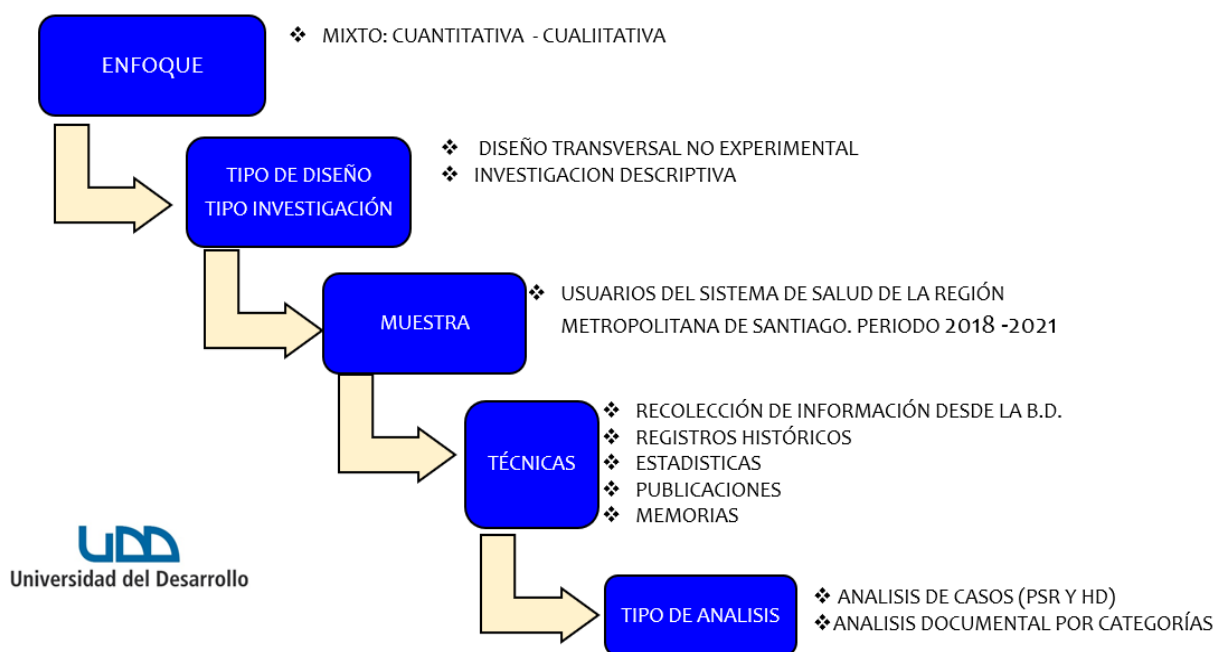 ENFOQUE
❖ MIXTO: CUANTITATIVA - CUALIITATIVA
TIPO DE DISEÑO
TIPO INVESTIGACIÓN
❖ DISEÑO TRANSVERSAL NO EXPERIMENTAL
❖ INVESTIGACION DESCRIPTIVA
MUESTRA
❖ USUARIOS DEL SISTEMA DE SALUD DE LA REGIÓN
METROPOLITANA DE SANTIAGO. PERIODO 2018 -2021
TÉCNICAS
❖ RECOLECCIÓN DE INFORMACIÓN DESDE LA B.D.
❖ REGISTROS HISTÓRICOS
❖ ESTADISTICAS
❖ PUBLICACIONES
❖ MEMORIAS
UDD
Universidad del Desarrollo
TIPO DE ANALISIS
❖ ANALISIS DE CASOS (PSR Y HD)
❖ ANALISIS DOCUMENTAL POR CATEGORÍAS